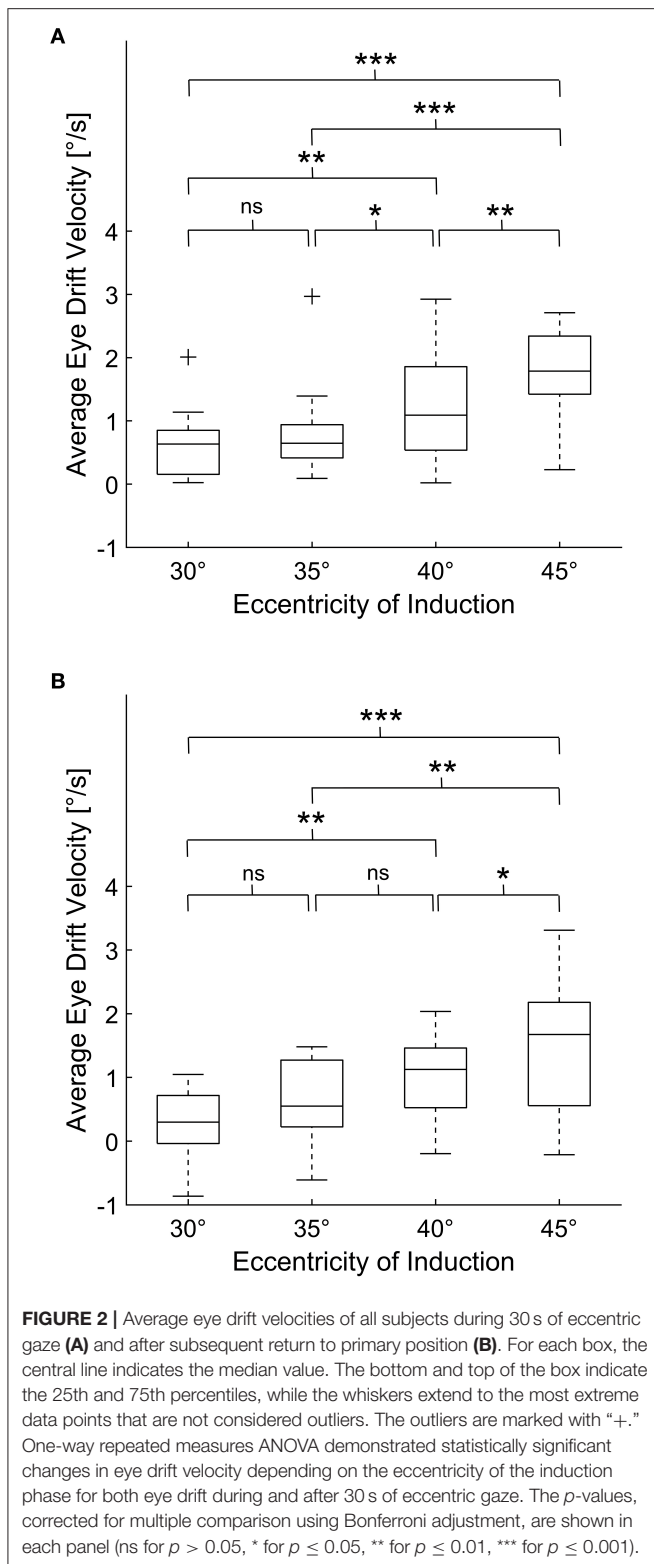 A
***
***
**
ns * **
4
3
2
1
0
-1
Average Eye Drift Velocity [°/s]
+ +
30° 35° 40° 45°
Eccentricity of Induction
B
***
**
**
ns ns *
4
3
2
1
0
-1
Average Eye Drift Velocity [°/s]
30° 35° 40° 45°
Eccentricity of Induction
FIGURE 2 | Average eye drift velocities of all subjects during 30 s of eccentric
gaze (A) and after subsequent return to primary position (B). For each box, the
central line indicates the median value. The bottom and top of the box indicate
the 25th and 75th percentiles, while the whiskers extend to the most extreme
data points that are not considered outliers. The outliers are marked with “+.”
One-way repeated measures ANOVA demonstrated statistically significant
changes in eye drift velocity depending on the eccentricity of the induction
phase for both eye drift during and after 30 s of eccentric gaze. The p-values,
corrected for multiple comparison using Bonferroni adjustment, are shown in
each panel (ns for p > 0.05, * for p ≤ 0.05, ** for p ≤ 0.01, *** for p ≤ 0.001).